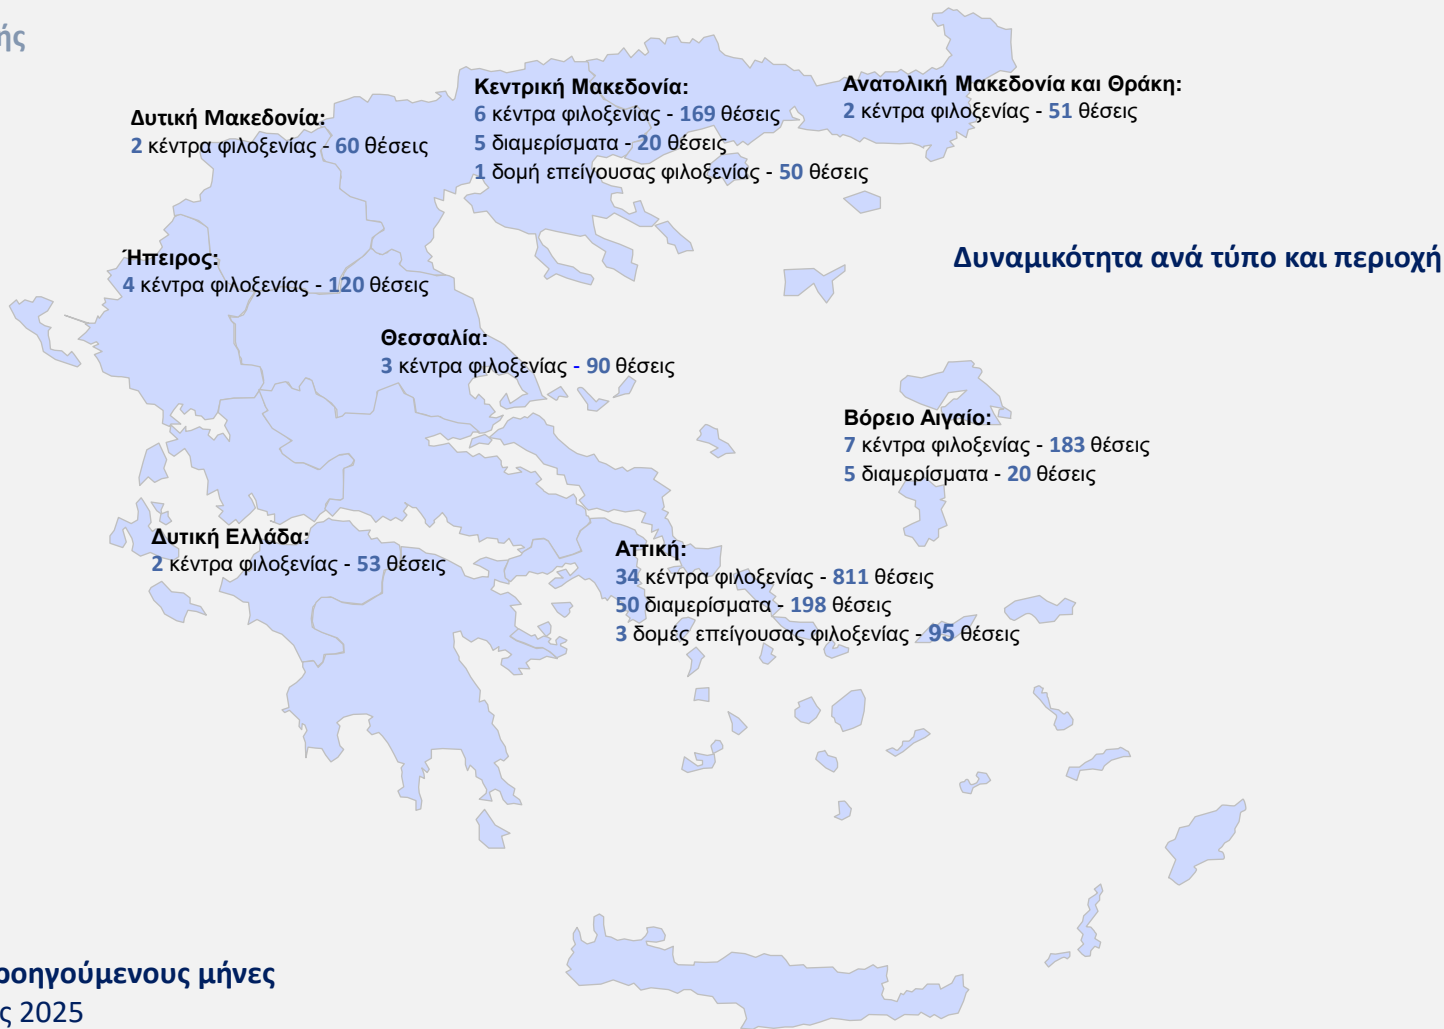 ής
Κεντρική Μακεδονία:
6 κέντρα φιλοξενίας - 169 θέσεις
5 διαμερίσματα - 20 θέσεις
1 δομή επείγουσας φιλοξενίας - 50 θέσεις
Ανατολική Μακεδονία και Θράκη:
2 κέντρα φιλοξενίας - 51 θέσεις
Δυτική Μακεδονία:
2 κέντρα φιλοξενίας - 60 θέσεις
Ήπειρος:
4 κέντρα φιλοξενίας - 120 θέσεις
Δυναμικότητα ανά τύπο και περιοχή
Θεσσαλία:
3 κέντρα φιλοξενίας - 90 θέσεις
Βόρειο Αιγαίο:
7 κέντρα φιλοξενίας - 183 θέσεις
5 διαμερίσματα - 20 θέσεις
Δυτική Ελλάδα:
2 κέντρα φιλοξενίας - 53 θέσεις
Αττική:
34 κέντρα φιλοξενίας - 811 θέσεις
50 διαμερίσματα - 198 θέσεις
3 δομές επείγουσας φιλοξενίας - 95 θέσεις
ροηγούμενους μήνες
ς 2025